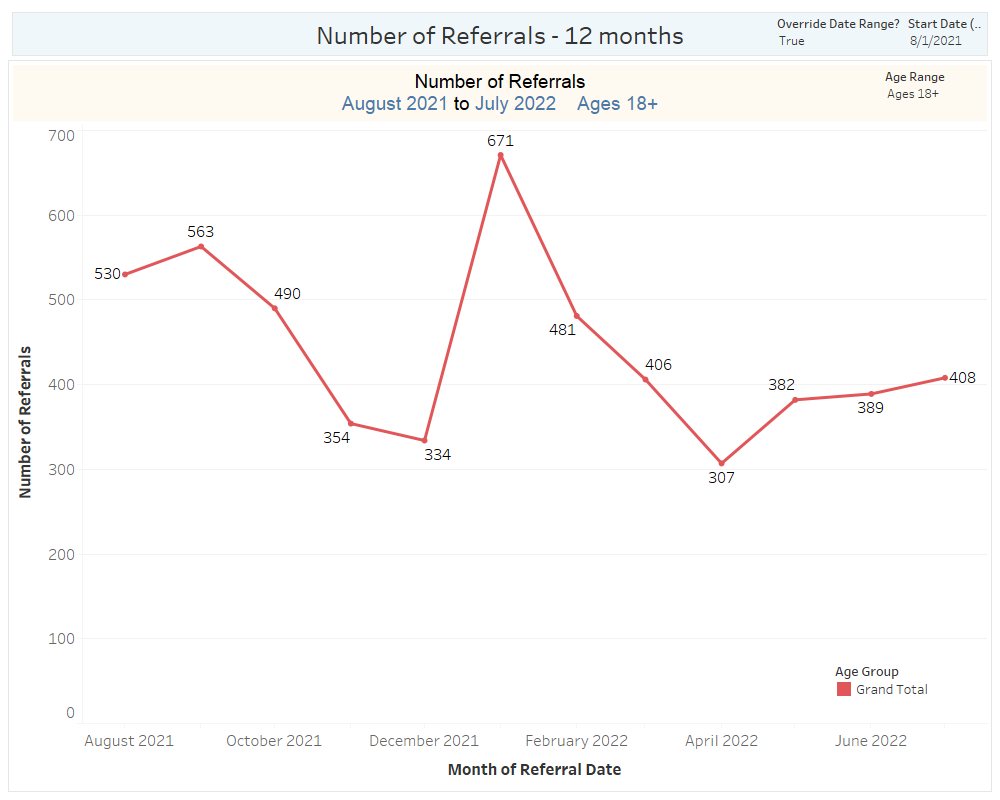 Number of Referrals - 12 months
Override Date Range? Start Date (..
True 8/1/2021
Number of Referrals
August 2021 to July 2022 Ages 18+
Age Range
Ages 18+
700
600
500
400
300
200
100
0
Number of Referrals
530
563
490
354
334
671
481
406
307
382
389
408
Age Group
Grand Total
August 2021 October 2021 December 2021 February 2022 April 2022 June 2022
Month of Referral Date